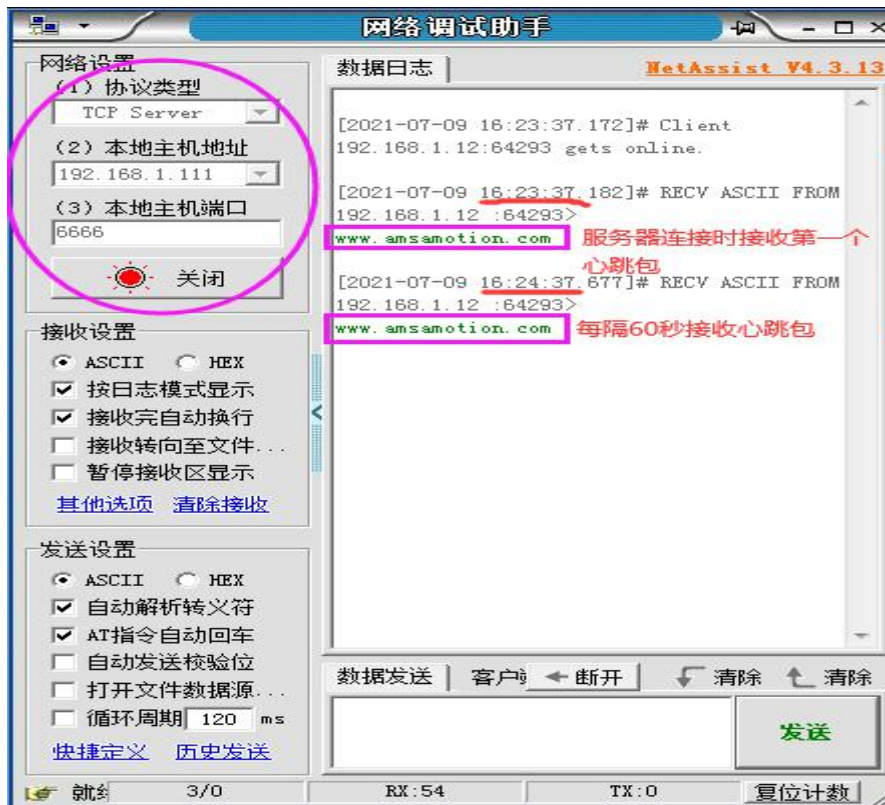 网络调试助手
网络设置
(1) 协议类型
TCP Server
(2) 本地主机地址
192.168.1.111
(3) 本地主机端口
6666
关闭
接收设置
ASCII HEX
按日志模式显示
接收完自动换行
接收转向至文件...
暂停接收区显示
其他选项 清除接收
发送设置
ASCII HEX
自动解析转义符
AT指令自动回车
自动发送校验位
打开文件数据源...
循环周期 120 ms
快捷定义 历史发送
数据日志 NetAssist V4.3.13
[2021-07-09 16:23:37.172]# Client
192.168.1.12:64293 gets online.
[2021-07-09 16:23:37.182]# RECV ASCII FROM
192.168.1.12 :64293>
www.amsamotion.com 服务器连接时接收第一个
心跳包
[2021-07-09 16:24:37.677]# RECV ASCII FROM
192.168.1.12 :64293>
www.amsamotion.com 每隔60秒接收心跳包
数据发送 客户 断开 清除 清除
发送
就 3/0 RX:54 TX:0 复位计数